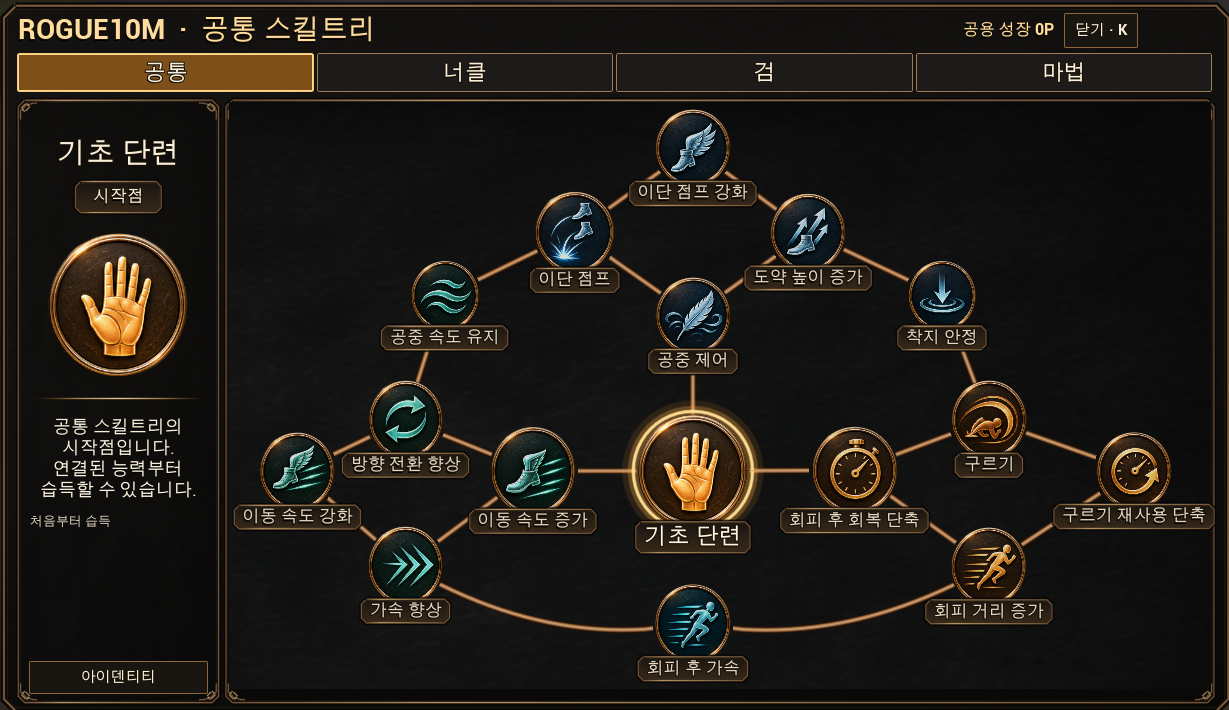 ROGUE10M · 공통 스킬트리
공용 성장 0P
닫기 · K
공통
너클
검
마법
기초 단련
시작점
공통 스킬트리의
시작점입니다.
연결된 능력부터
습득할 수 있습니다.
처음부터 습득
아이덴티티
이단 점프 강화
이단 점프
도약 높이 증가
공중 속도 유지
공중 제어
착지 안정
방향 전환 향상
구르기
이동 속도 강화
이동 속도 증가
기초 단련
회피 후 회복 단축
구르기 재사용 단축
가속 향상
회피 거리 증가
회피 후 가속